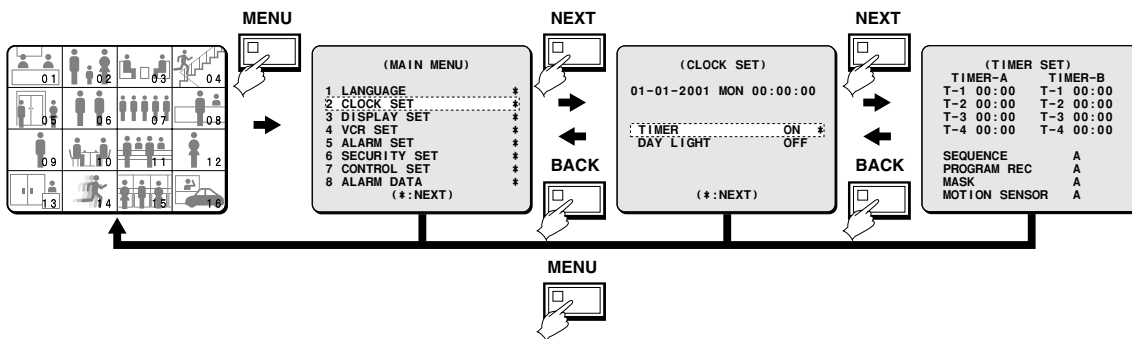 MENU
NEXT
NEXT
01 02 03 04
05 06 07 08
09 10 11 12
13 14 15 16
(MAIN MENU)
1 LANGUAGE *
2 CLOCK SET *
3 DISPLAY SET *
4 VCR SET *
5 ALARM SET *
6 SECURITY SET *
7 CONTROL SET *
8 ALARM DATA *
(*:NEXT)
BACK
(CLOCK SET)
01-01-2001 MON 00:00:00
TIMER ON *
DAY LIGHT OFF
(*:NEXT)
BACK
(TIMER SET)
TIMER-A TIMER-B
T-1 00:00 T-1 00:00
T-2 00:00 T-2 00:00
T-3 00:00 T-3 00:00
T-4 00:00 T-4 00:00
SEQUENCE A
PROGRAM REC A
MASK A
MOTION SENSOR A
MENU